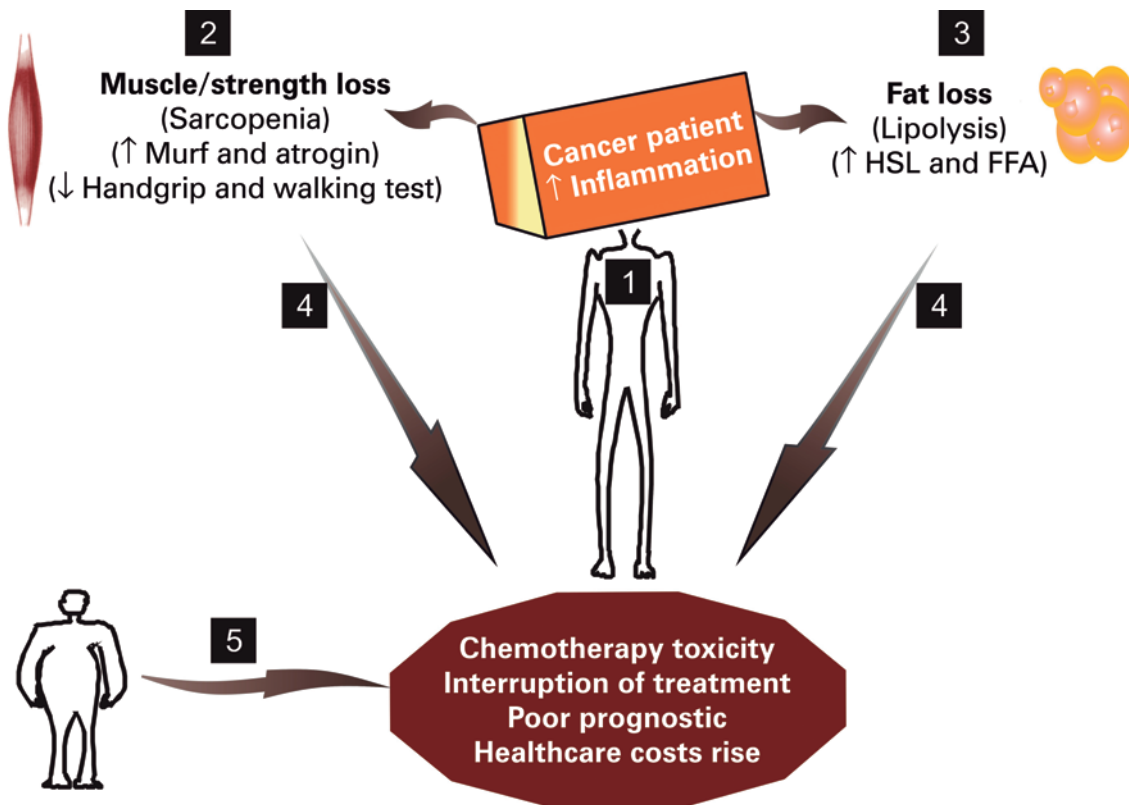 2
Muscle/strength loss
(Sarcopenia)
(↑ Murf and atrogin)
(↓ Handgrip and walking test)
Cancer patient
↑ Inflammation
3
Fat loss
(Lipolysis)
(↑ HSL and FFA)
1
4
4
5
Chemotherapy toxicity
Interruption of treatment
Poor prognostic
Healthcare costs rise